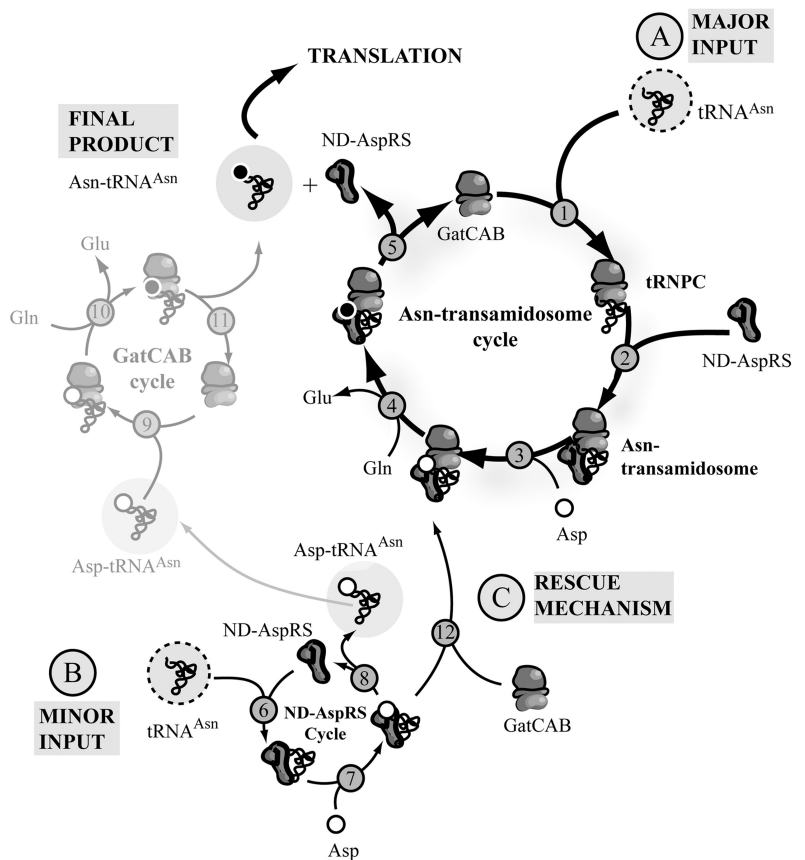 A
MAJOR
INPUT
tRNAAsn
TRANSLATION
FINAL
PRODUCT
ND-AspRS
Asn-tRNAAsn
+
GatCAB
1
5
tRNPC
Glu
10
11
Gln
GatCAB
cycle
9
Asn-transamidosome
cycle
2
ND-AspRS
Glu
4
Gln
3
Asn-
transamidosome
Asp
Asp-tRNAAsn
Asp-tRNAAsn
C
RESCUE
MECHANISM
12
GatCAB
ND-AspRS
B
MINOR
INPUT
tRNAAsn
6
8
ND-AspRS
Cycle
7
Asp